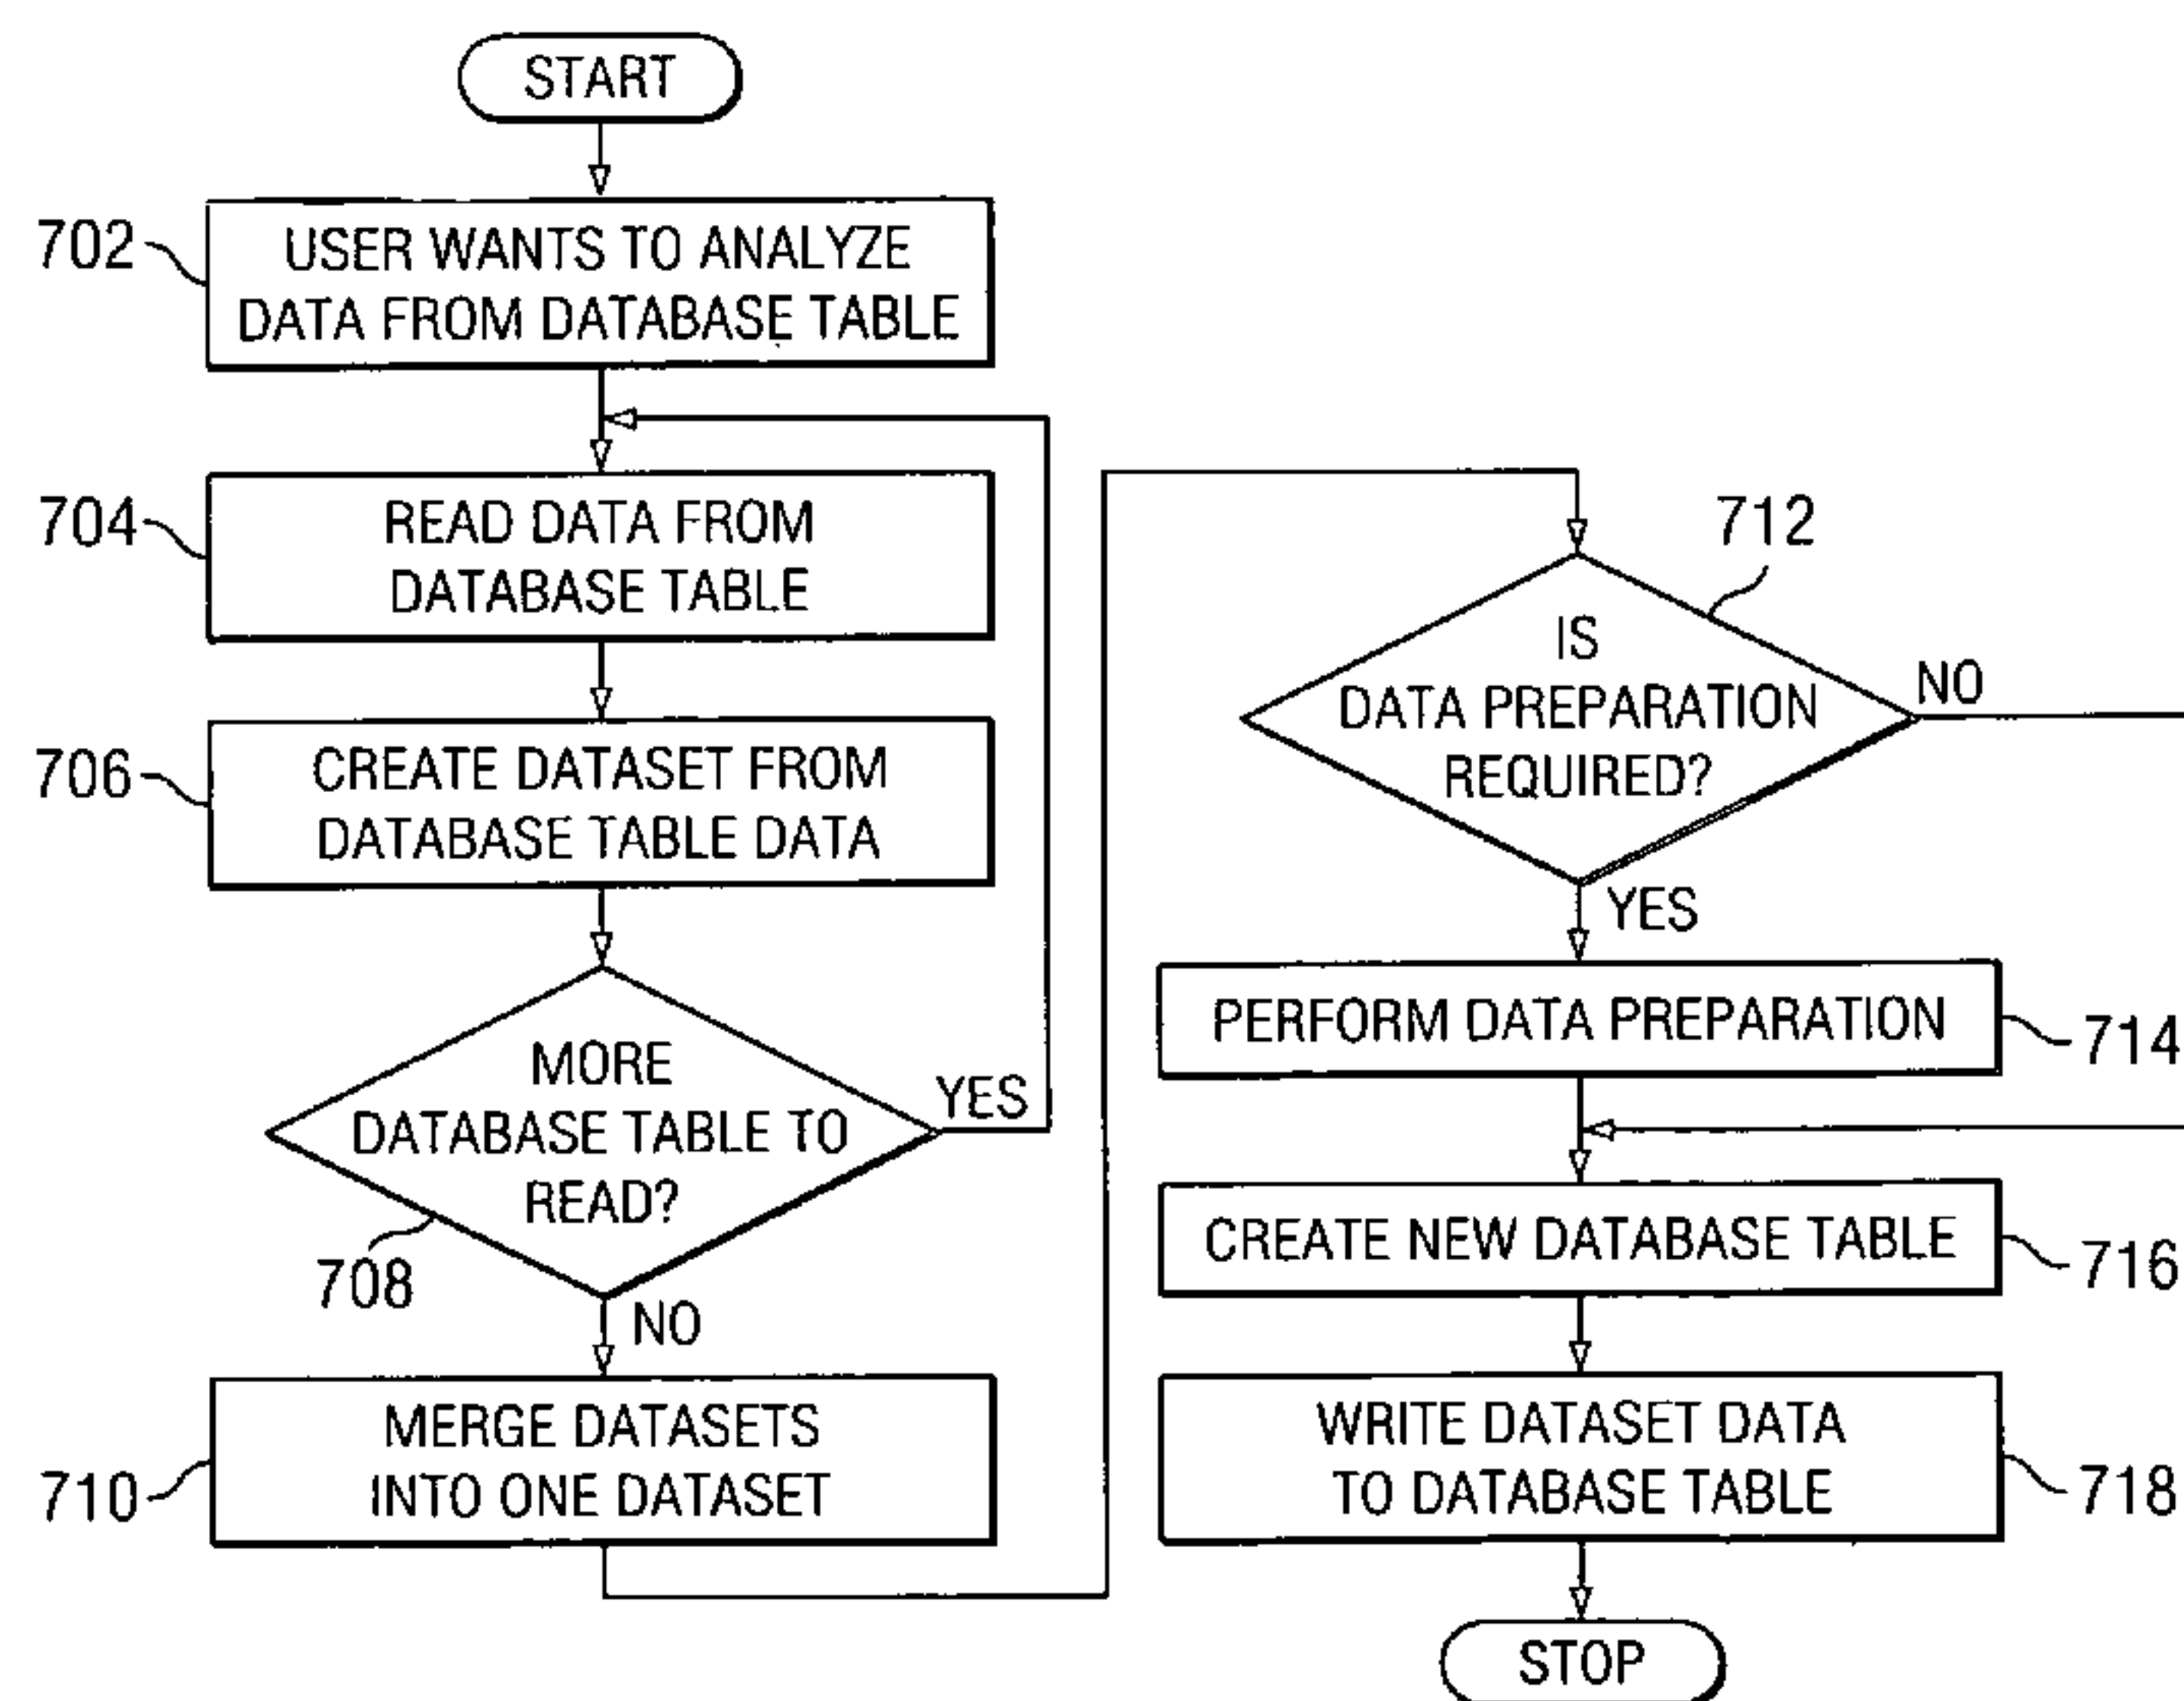 START
702
USER WANTS TO ANALYZE
DATA FROM DATABASE TABLE
704
READ DATA FROM
DATABASE TABLE
706
CREATE DATASET FROM
DATABASE TABLE DATA
MORE
DATABASE TABLE TO
READ?
YES
708
NO
710
MERGE DATASETS
INTO ONE DATASET
712
IS
DATA PREPARATION
REQUIRED?
NO
YES
PERFORM DATA PREPARATION
714
CREATE NEW DATABASE TABLE
716
WRITE DATASET DATA
TO DATABASE TABLE
718
STOP